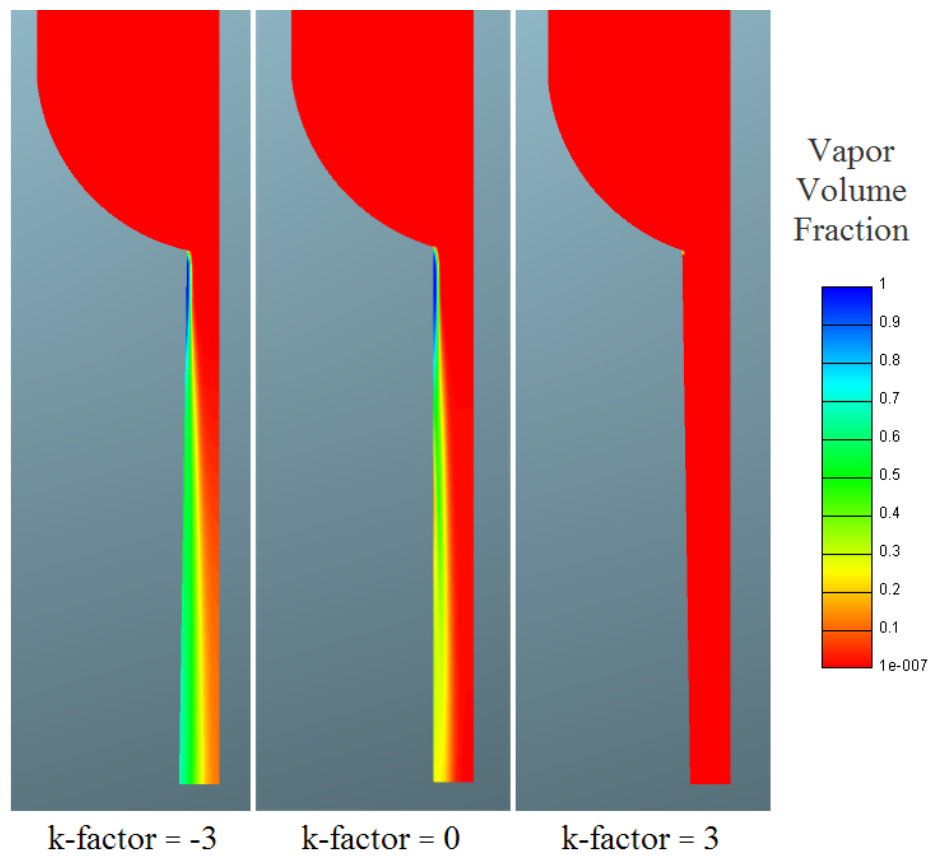 Vapor
Volume
Fraction
1
0.9
0.8
0.7
0.6
0.5
0.4
0.3
0.2
0.1
1e-007
k-factor = -3
k-factor = 0
k-factor = 3